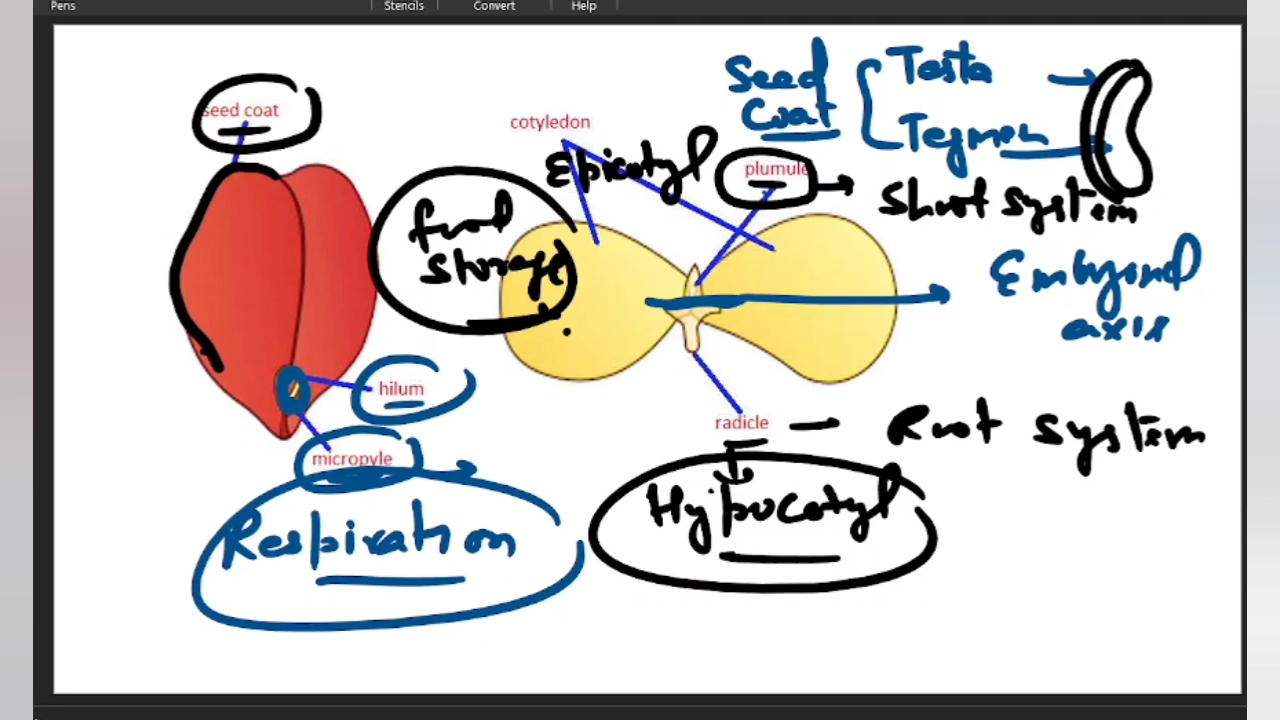 Pens Stencils Convert Help
seed coat
cotyledon
Seed
Coat
Testa
Tegmen
Epicotyl
plumule
Shoot system
food
storage
Embryonal
axis
hilum
micropyle
radicle
Root system
Respiration
Hypocotyl